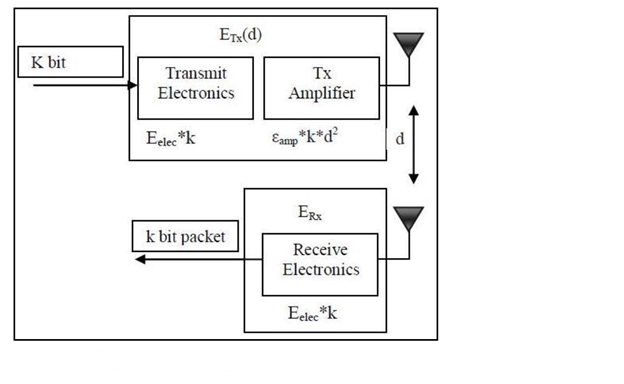 E_Tx(d)
K bit
Transmit
Electronics
Tx
Amplifier
E_elec*k
ε_amp*k*d²
d
E_Rx
k bit packet
Receive
Electronics
E_elec*k